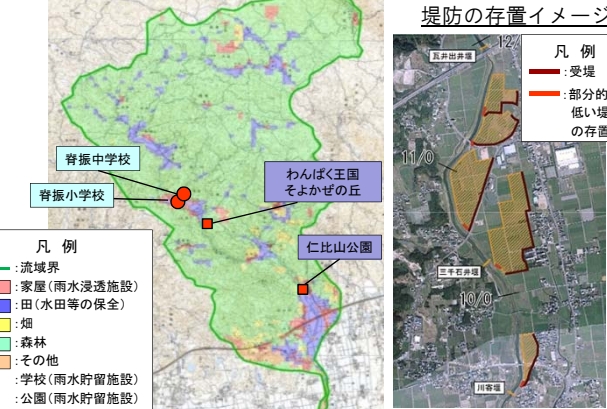 脊振中学校
脊振小学校
わんぱく王国
そよかぜの丘
仁比山公園
凡 例
:流域界
:家屋(雨水浸透施設)
:田(水田等の保全)
:畑
:森林
:その他
:学校(雨水貯留施設)
:公園(雨水貯留施設)
堤防の存置イメージ
凡 例
:受堤
:部分的
低い堤
の存置
瓦井出井堰
12
11/0
三千石井堰
10/0
川寄堰